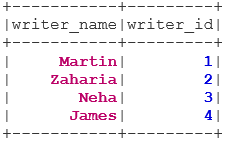 +-----------+---------+
|writer_name|writer_id|
+-----------+---------+
|     Martin|        1|
|    Zaharia|        2|
|       Neha|        3|
|      James|        4|
+-----------+---------+